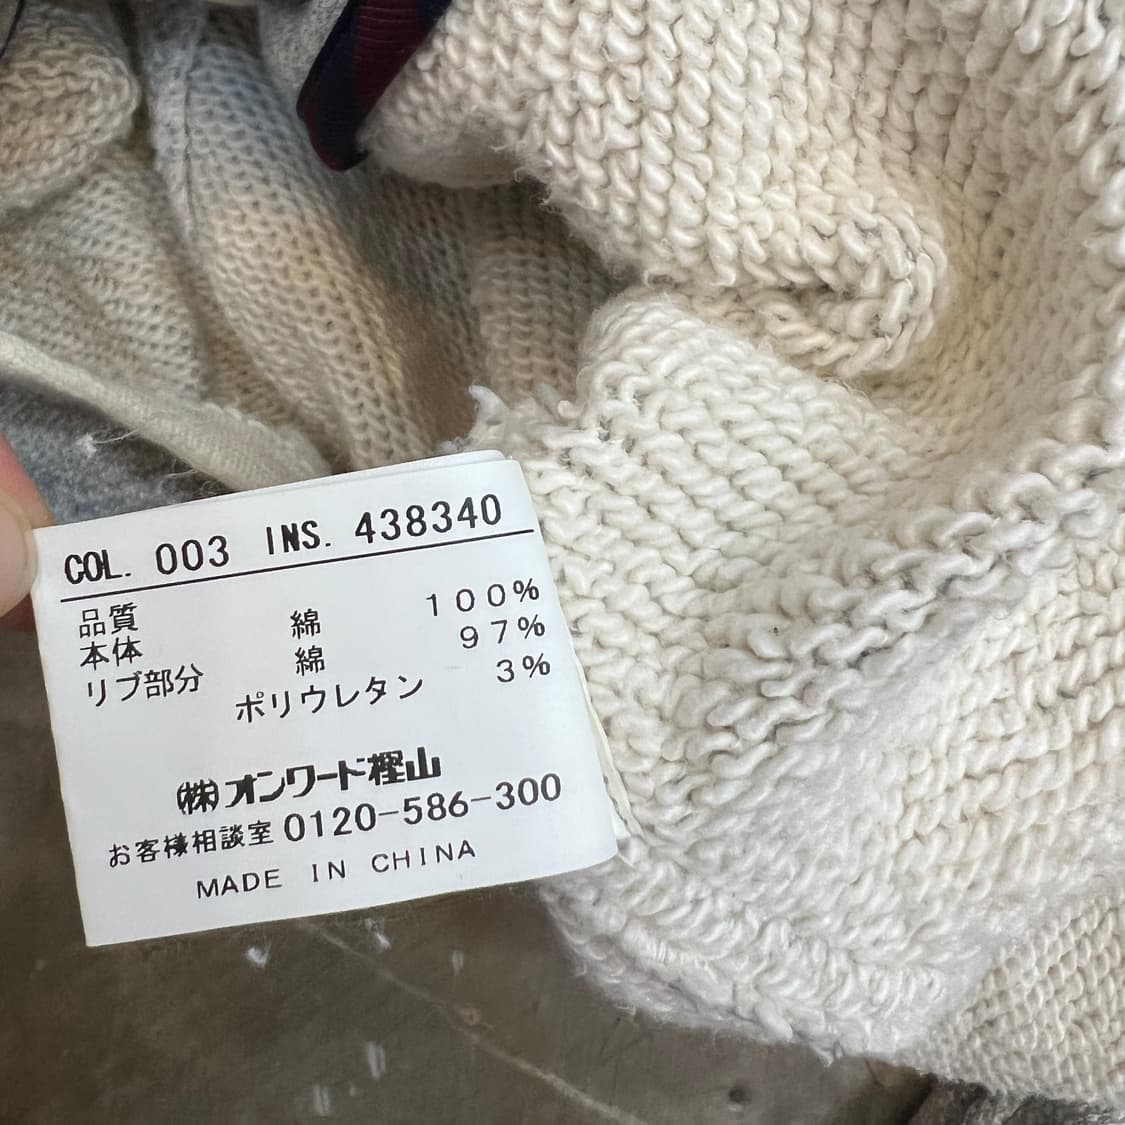 COL. 003 INS. 438340
品質
本体 綿 100%
リブ部分 綿 97%
ポリウレタン 3%
㈱オンワード樫山
お客様相談室 0120-586-300
MADE IN CHINA